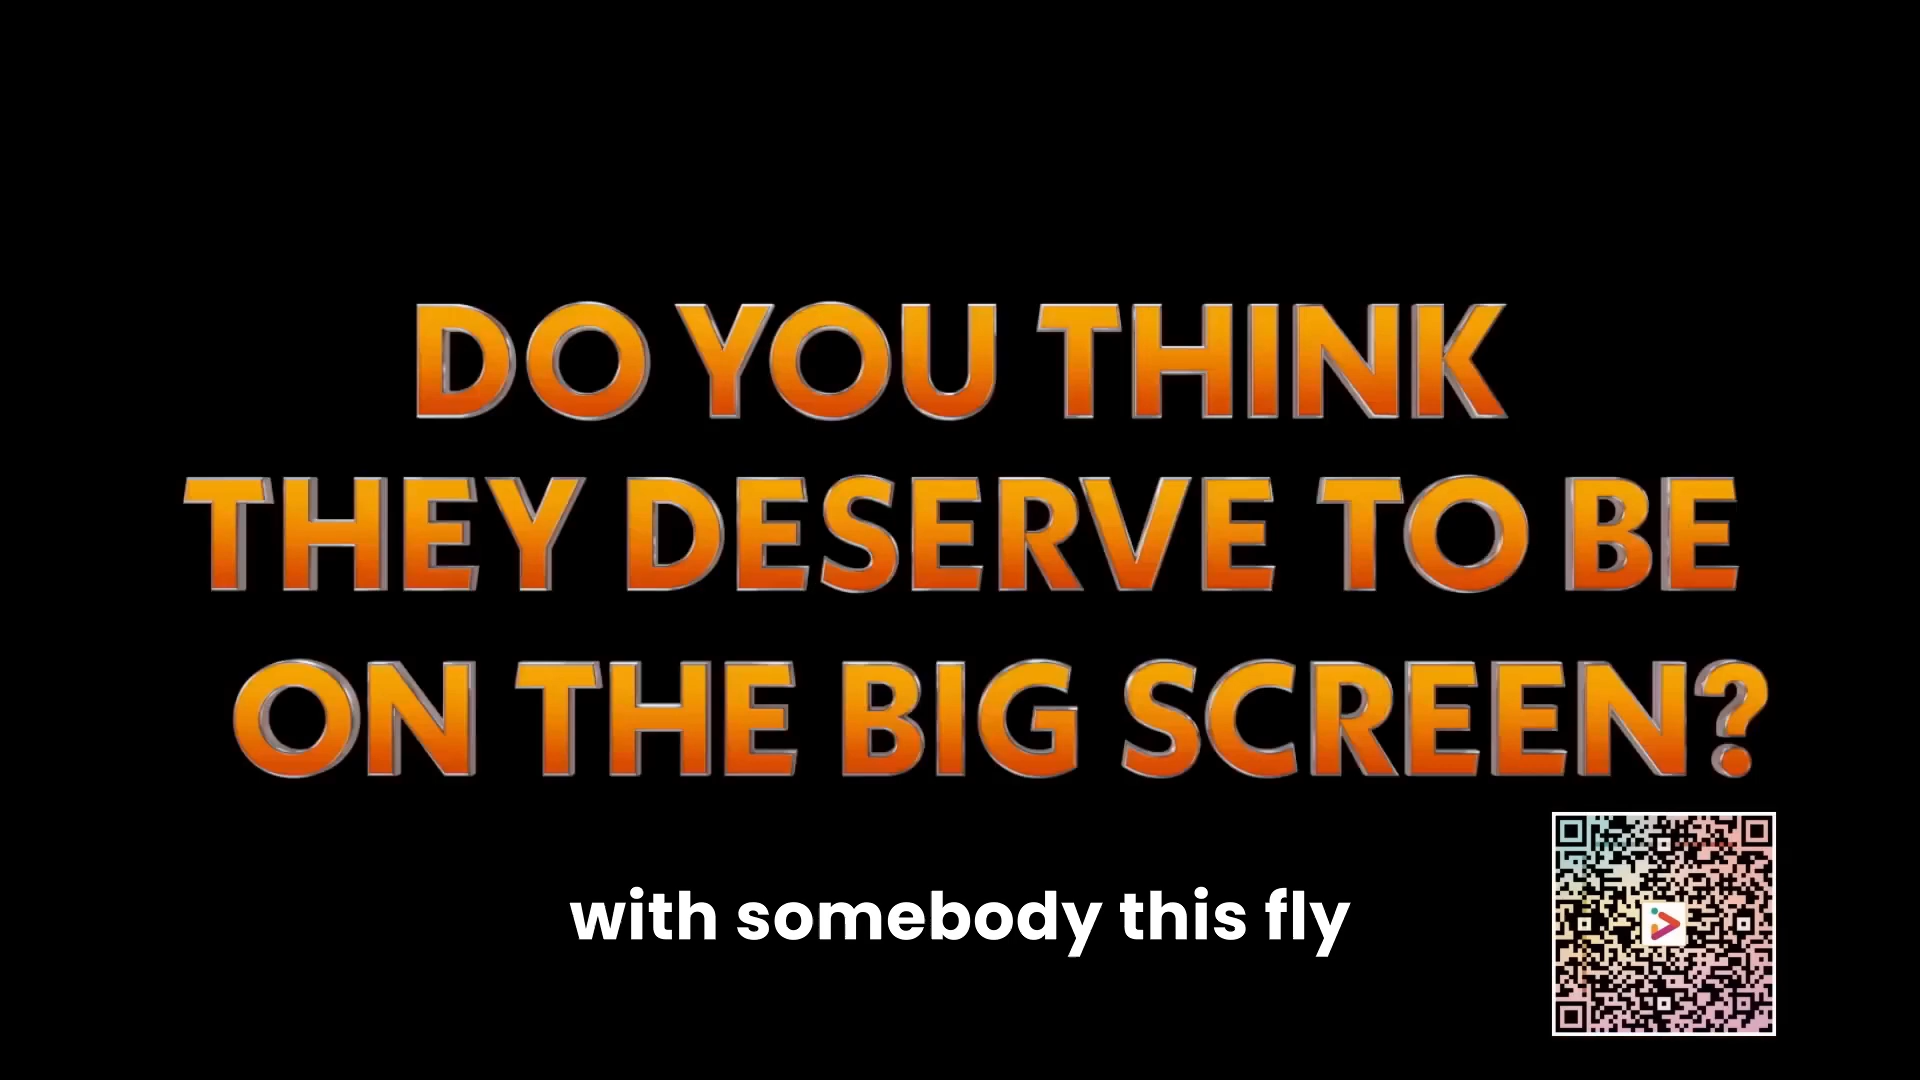 DO YOU THINK
THEY DESERVE TO BE
ON THE BIG SCREEN?
with somebody this fly